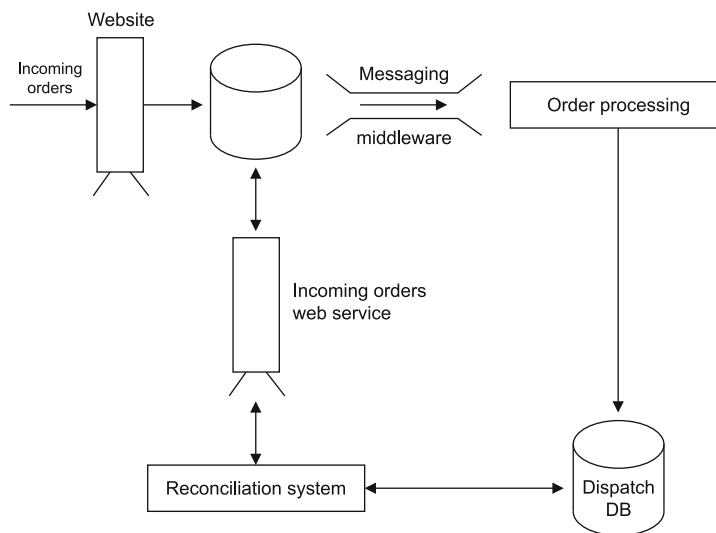 Website
Incoming
orders
Messaging
middleware
Order processing
Incoming orders
web service
Reconciliation system
Dispatch
DB